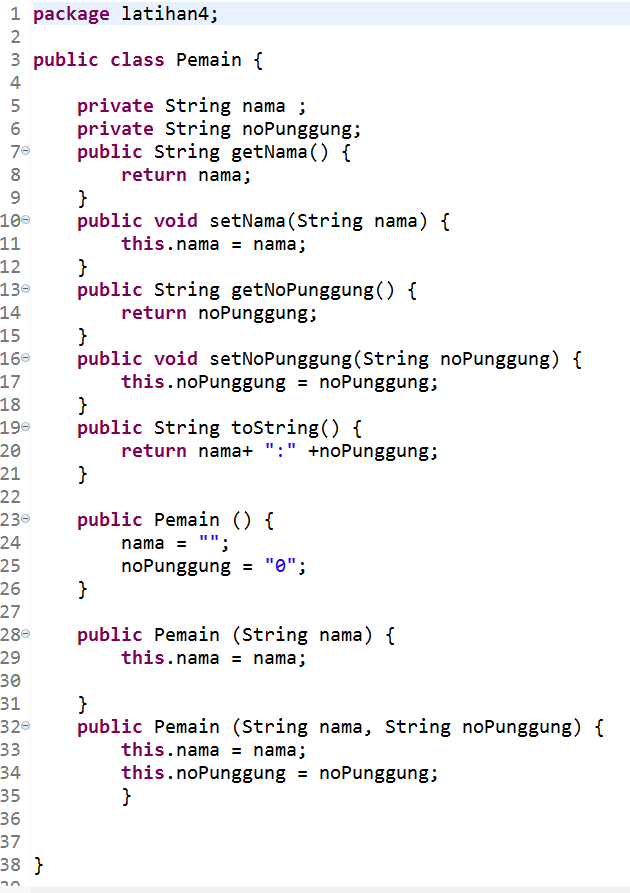 1 package latihan4;
2
3 public class Pemain {
4
5     private String nama ;
6     private String noPunggung;
7     public String getNama() {
8         return nama;
9     }
10     public void setNama(String nama) {
11         this.nama = nama;
12     }
13     public String getNoPunggung() {
14         return noPunggung;
15     }
16     public void setNoPunggung(String noPunggung) {
17         this.noPunggung = noPunggung;
18     }
19     public String toString() {
20         return nama+ ":" +noPunggung;
21     }
22
23     public Pemain () {
24         nama = "";
25         noPunggung = "0";
26     }
27
28     public Pemain (String nama) {
29         this.nama = nama;
30
31     }
32     public Pemain (String nama, String noPunggung) {
33         this.nama = nama;
34         this.noPunggung = noPunggung;
35         }
36
37
38 }
39